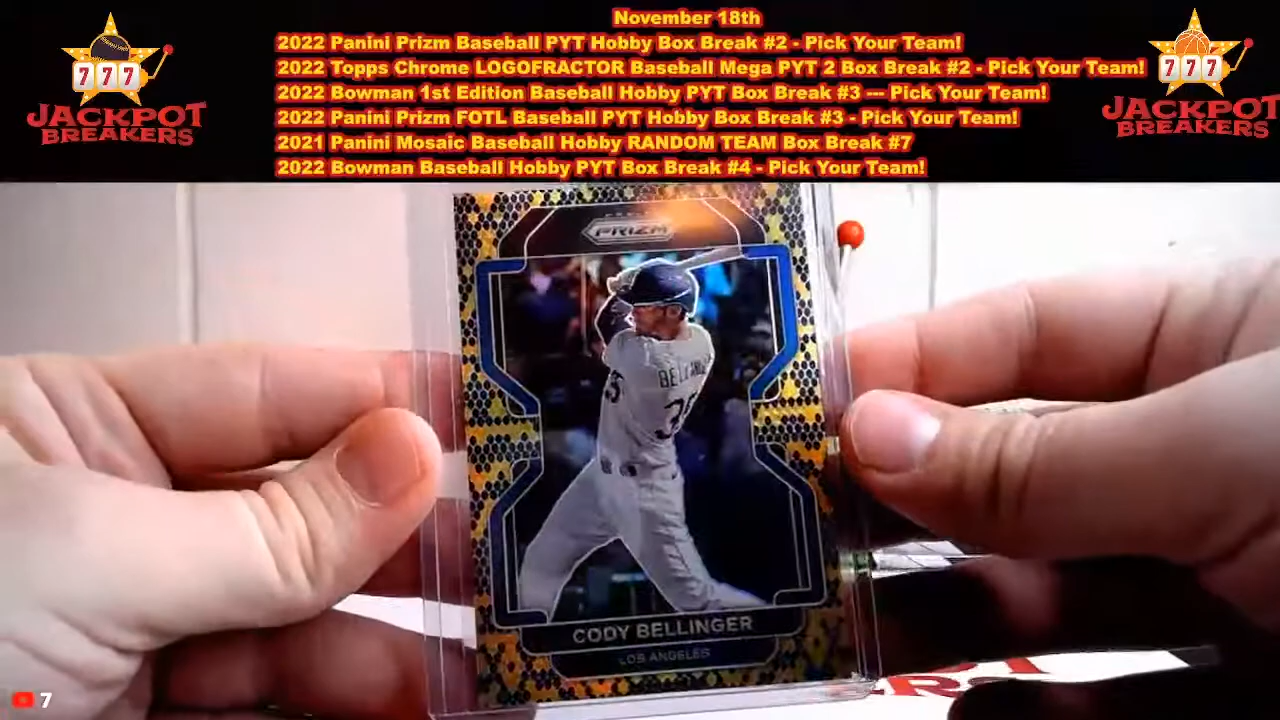 November 18th
2022 Panini Prizm Baseball PYT Hobby Box Break #2 - Pick Your Team!
2022 Topps Chrome LOGOFRACTOR Baseball Mega PYT 2 Box Break #2 - Pick Your Team!
2022 Bowman 1st Edition Baseball Hobby PYT Box Break #3 --- Pick Your Team!
2022 Panini Prizm FOTL Baseball PYT Hobby Box Break #3 - Pick Your Team!
2021 Panini Mosaic Baseball Hobby RANDOM TEAM Box Break #7
2022 Bowman Baseball Hobby PYT Box Break #4 - Pick Your Team!
777
JACKPOT
BREAKERS
777
JACKPOT
BREAKERS
PRIZM
35
CODY BELLINGER
LOS ANGELES
7